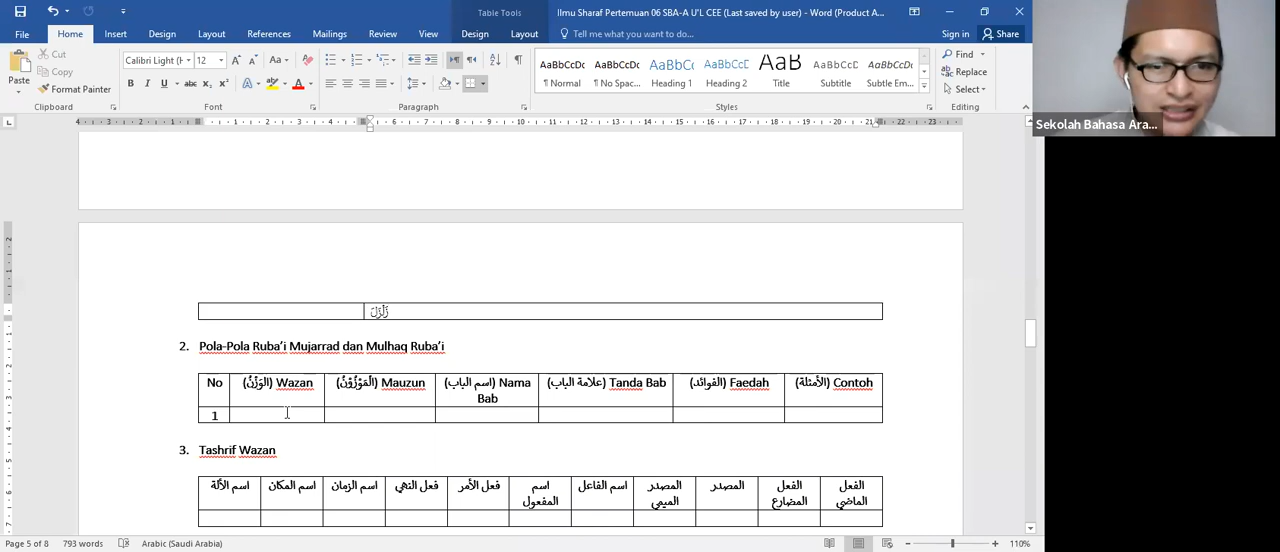 Table Tools
Ilmu Sharaf Pertemuan 06 SBA-A U'L CEE (Last saved by user) - Word (Product A...
File Home Insert Design Layout References Mailings Review View Design Layout Tell me what you want to do... Sign in Share
Paste
Cut
Copy
Format Painter
Clipboard
Calibri Light (H 12
Font
Paragraph
AaBbCcDc AaBbCcDc AaBbCc AaBbCcC AaB AaBbCcC AaBbCcDc
¶ Normal ¶ No Spac... Heading 1 Heading 2 Title Subtitle Subtle Em...
Styles
Find
Replace
Select
Editing
Sekolah Bahasa Ara...
زَلْزَلَ
2. Pola-Pola Ruba'i Mujarrad dan Mulhaq Ruba'i
No Wazan (الوَزْنُ) Mauzun (الْمَوْزُوْنُ) Nama (اسم الباب) Bab Tanda Bab (علامة الباب) Faedah (الفوائد) Contoh (الأمثلة)
1
3. Tashrif Wazan
الفعل الماضي الفعل المضارع المصدر المصدر الميمي اسم الفاعل اسم المفعول فعل الأمر فعل النهي اسم الزمان اسم المكان اسم الألة
Page 5 of 8 793 words Arabic (Saudi Arabia) 110%